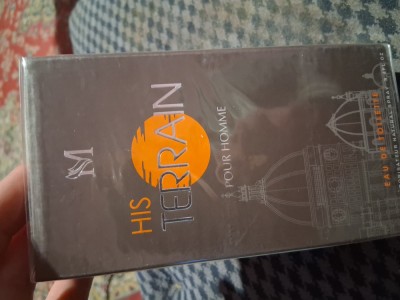 M
HIS
TERRAIN
POUR HOMME
EAU DE TOILETTE